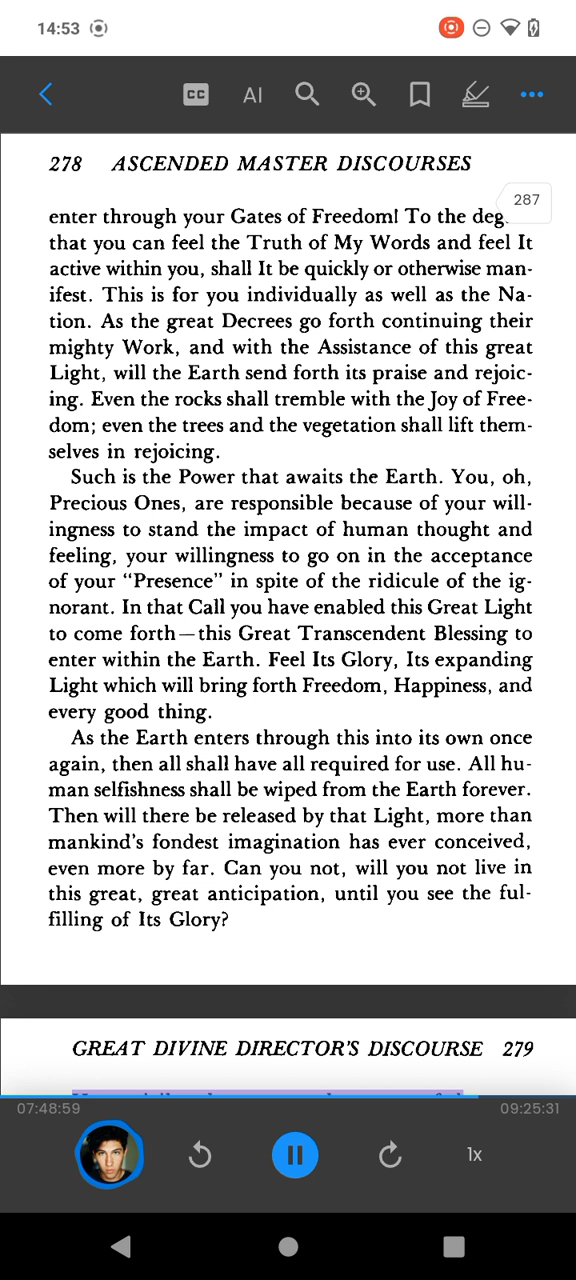 14:53
CC AI
278 ASCENDED MASTER DISCOURSES
287
enter through your Gates of Freedom! To the deg
that you can feel the Truth of My Words and feel It
active within you, shall It be quickly or otherwise man-
ifest. This is for you individually as well as the Na-
tion. As the great Decrees go forth continuing their
mighty Work, and with the Assistance of this great
Light, will the Earth send forth its praise and rejoic-
ing. Even the rocks shall tremble with the Joy of Free-
dom; even the trees and the vegetation shall lift them-
selves in rejoicing.
Such is the Power that awaits the Earth. You, oh,
Precious Ones, are responsible because of your will-
ingness to stand the impact of human thought and
feeling, your willingness to go on in the acceptance
of your “Presence” in spite of the ridicule of the ig-
norant. In that Call you have enabled this Great Light
to come forth—this Great Transcendent Blessing to
enter within the Earth. Feel Its Glory, Its expanding
Light which will bring forth Freedom, Happiness, and
every good thing.
As the Earth enters through this into its own once
again, then all shall have all required for use. All hu-
man selfishness shall be wiped from the Earth forever.
Then will there be released by that Light, more than
mankind’s fondest imagination has ever conceived,
even more by far. Can you not, will you not live in
this great, great anticipation, until you see the ful-
filling of Its Glory?
GREAT DIVINE DIRECTOR’S DISCOURSE 279
07:48:59 09:25:31
1x